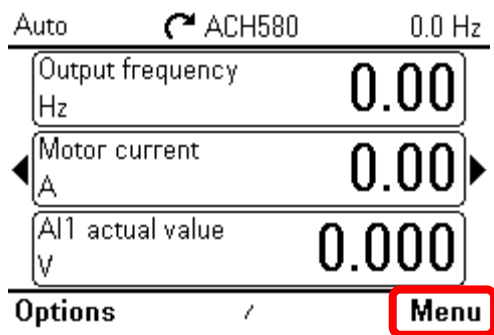 Auto ACH580 0.0 Hz
Output frequency
Hz 0.00
Motor current
A 0.00
AI1 actual value
V 0.000
Options Menu